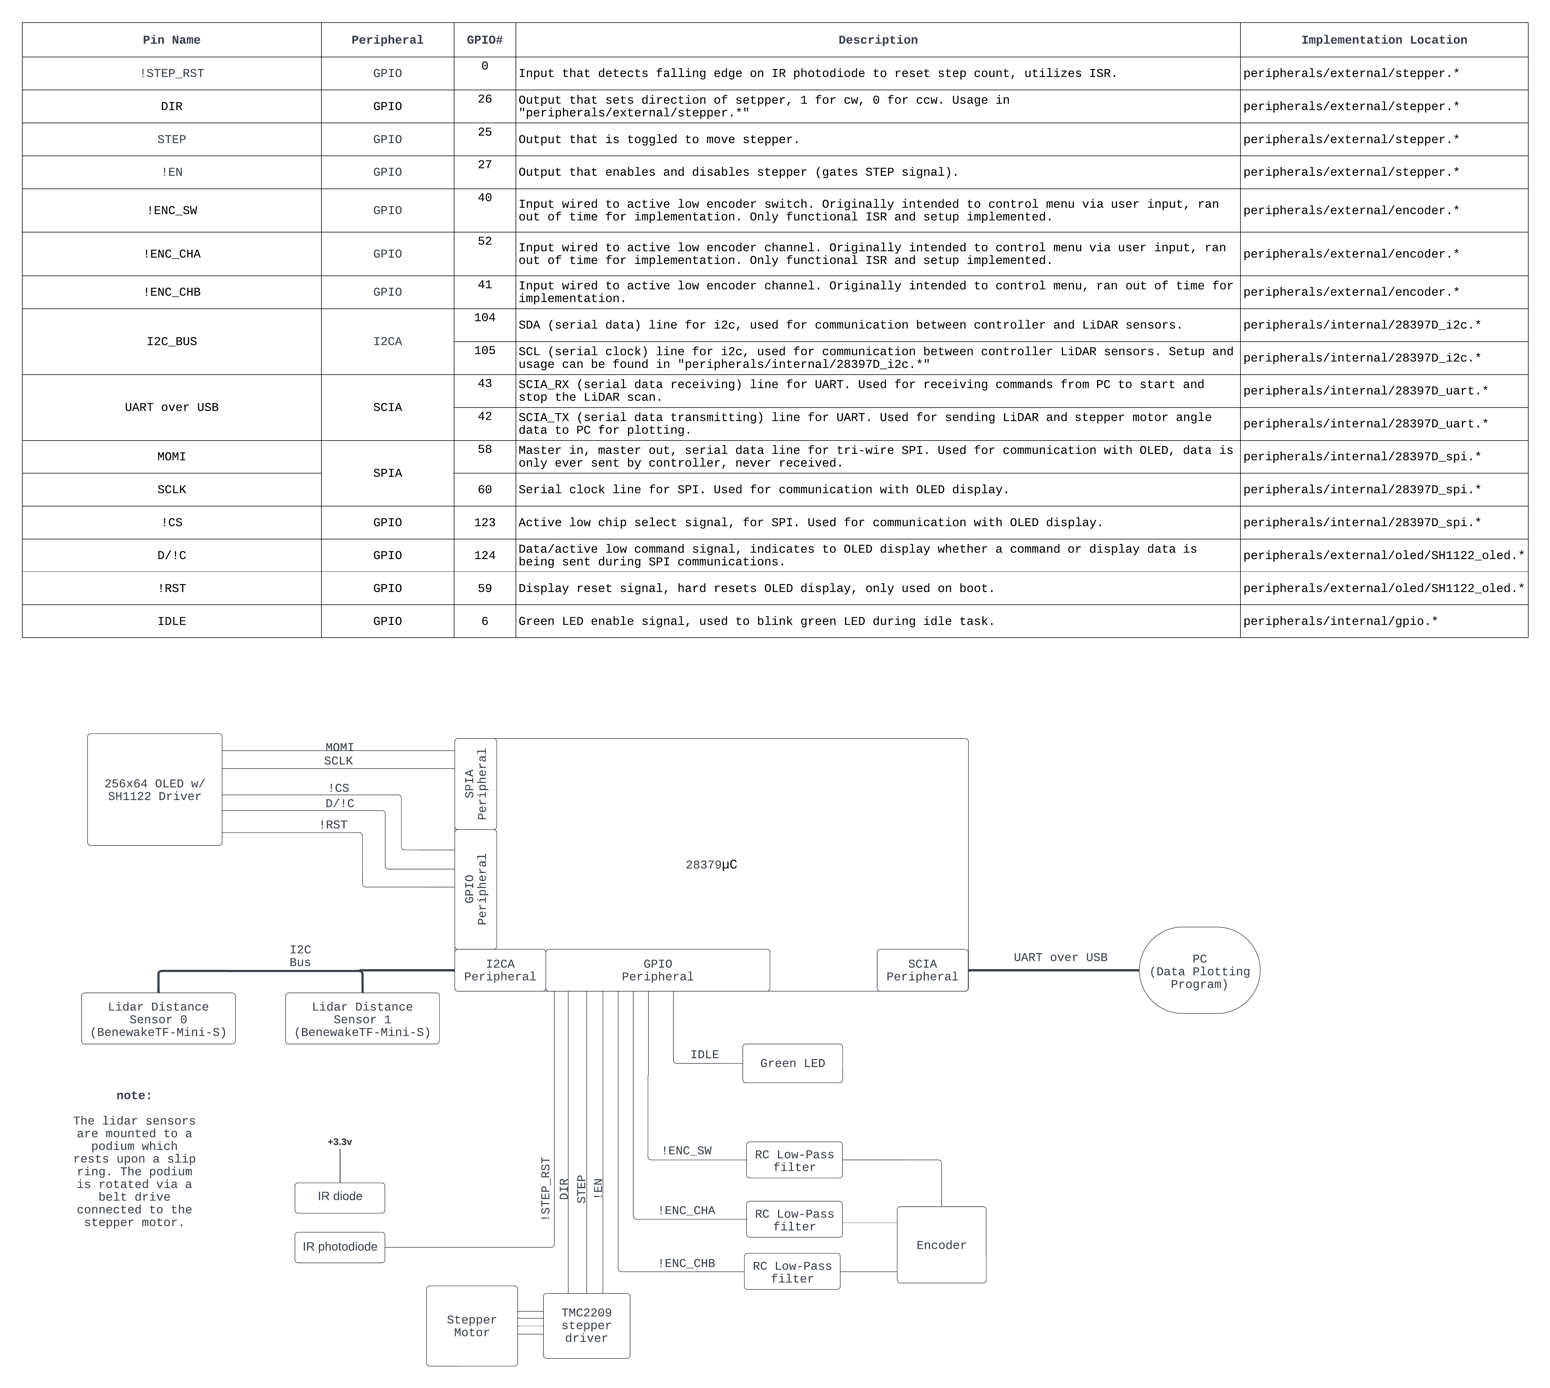 Pin Name Peripheral GPIO# Description Implementation Location
!STEP_RST GPIO 0 Input that detects falling edge on IR photodiode to reset step count, utilizes ISR. peripherals/external/stepper.*
DIR GPIO 26 Output that sets direction of setpper, 1 for cw, 0 for ccw. Usage in
"peripherals/external/stepper.*" peripherals/external/stepper.*
STEP GPIO 25 Output that is toggled to move stepper. peripherals/external/stepper.*
!EN GPIO 27 Output that enables and disables stepper (gates STEP signal). peripherals/external/stepper.*
!ENC_SW GPIO 40 Input wired to active low encoder switch. Originally intended to control menu via user input, ran
out of time for implementation. Only functional ISR and setup implemented. peripherals/external/encoder.*
!ENC_CHA GPIO 52 Input wired to active low encoder channel. Originally intended to control menu via user input, ran
out of time for implementation. Only functional ISR and setup implemented. peripherals/external/encoder.*
!ENC_CHB GPIO 41 Input wired to active low encoder channel. Originally intended to control menu, ran out of time for
implementation. peripherals/external/encoder.*
I2C_BUS I2CA 104 SDA (serial data) line for i2c, used for communication between controller and LiDAR sensors. peripherals/internal/28397D_i2c.*
105 SCL (serial clock) line for i2c, used for communication between controller LiDAR sensors. Setup and
usage can be found in "peripherals/internal/28397D_i2c.*" peripherals/internal/28397D_i2c.*
UART over USB SCIA 43 SCIA_RX (serial data receiving) line for UART. Used for receiving commands from PC to start and
stop the LiDAR scan. peripherals/internal/28397D_uart.*
42 SCIA_TX (serial data transmitting) line for UART. Used for sending LiDAR and stepper motor angle
data to PC for plotting. peripherals/internal/28397D_uart.*
MOMI SPIA 58 Master in, master out, serial data line for tri-wire SPI. Used for communication with OLED, data is
only ever sent by controller, never received. peripherals/internal/28397D_spi.*
SCLK 60 Serial clock line for SPI. Used for communication with OLED display. peripherals/internal/28397D_spi.*
!CS GPIO 123 Active low chip select signal, for SPI. Used for communication with OLED display. peripherals/internal/28397D_spi.*
D/!C GPIO 124 Data/active low command signal, indicates to OLED display whether a command or display data is
being sent during SPI communications. peripherals/external/oled/SH1122_oled.*
!RST GPIO 59 Display reset signal, hard resets OLED display, only used on boot. peripherals/external/oled/SH1122_oled.*
IDLE GPIO 6 Green LED enable signal, used to blink green LED during idle task. peripherals/internal/gpio.*
256x64 OLED w/
SH1122 Driver
MOMI
SCLK
!CS
D/!C
!RST
SPIA
Peripheral
GPIO
Peripheral
28379µC
I2C
Bus
I2CA
Peripheral
GPIO
Peripheral
SCIA
Peripheral
UART over USB
PC
(Data Plotting
Program)
Lidar Distance
Sensor 0
(BenewakeTF-Mini-S)
Lidar Distance
Sensor 1
(BenewakeTF-Mini-S)
IDLE
Green LED
note:
The lidar sensors
are mounted to a
podium which
rests upon a slip
ring. The podium
is rotated via a
belt drive
connected to the
stepper motor.
+3.3v
IR diode
IR photodiode
!STEP_RST
DIR
STEP
!EN
!ENC_SW
RC Low-Pass
filter
!ENC_CHA
RC Low-Pass
filter
!ENC_CHB
RC Low-Pass
filter
Encoder
Stepper
Motor
TMC2209
stepper
driver